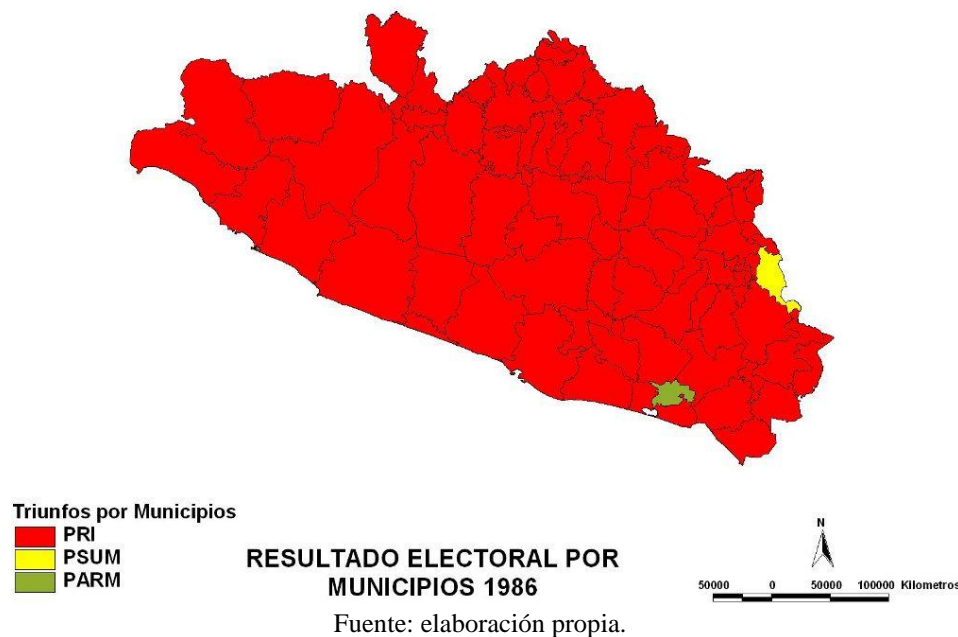 Triunfos por Municipios
PRI
PSUM
PARM
RESULTADO ELECTORAL POR
MUNICIPIOS 1986
N
50000 0 50000 100000 Kilometros
Fuente: elaboración propia.